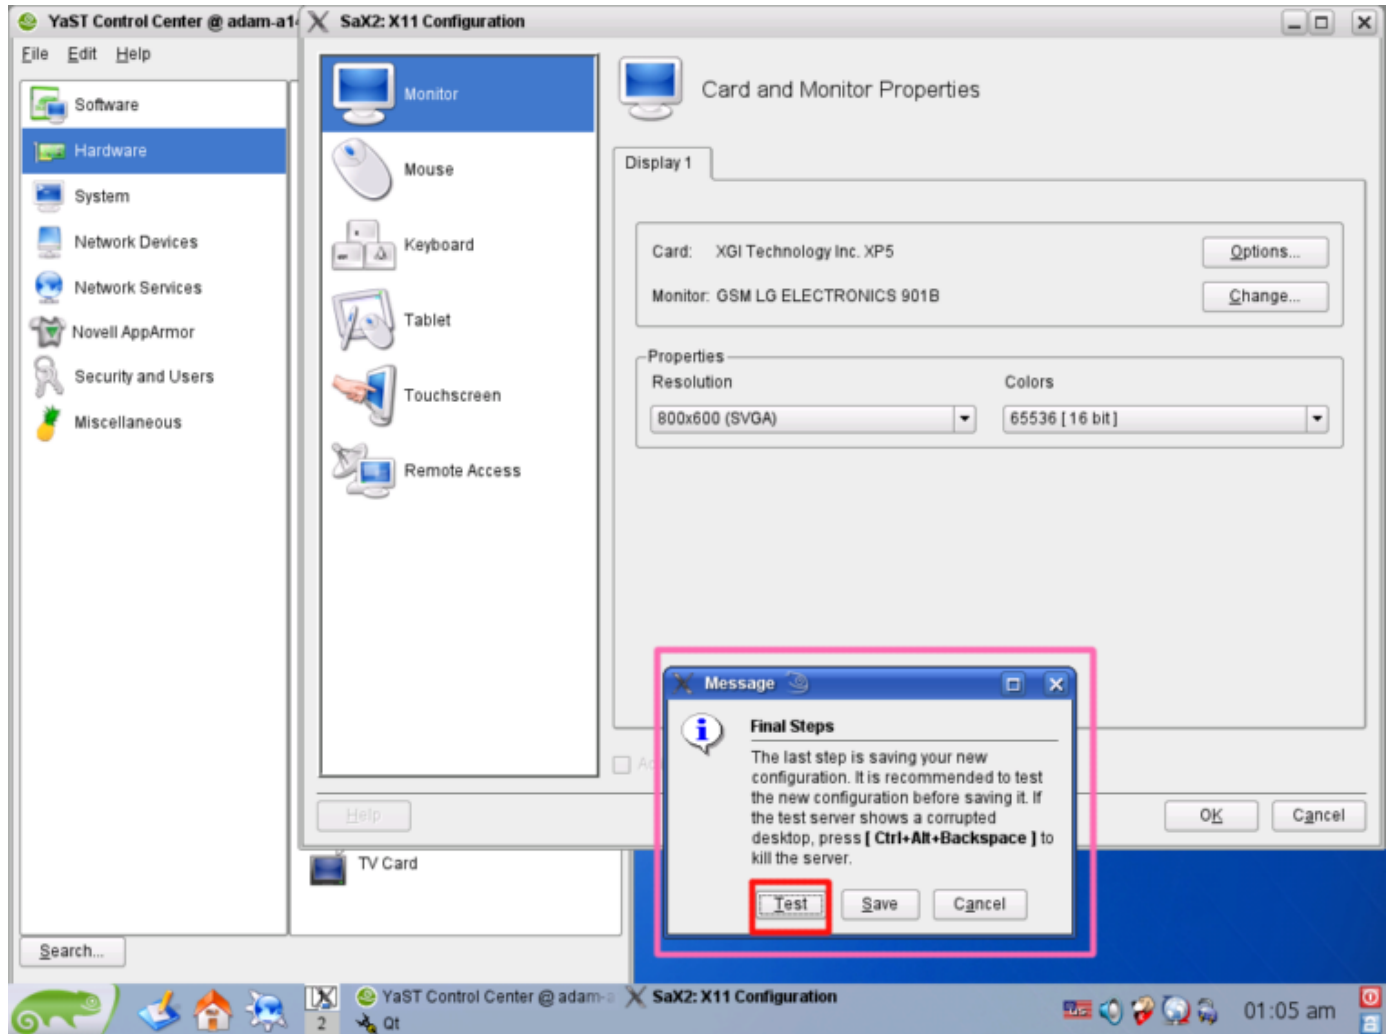 YaST Control Center @ adam-a1
File Edit Help
Software
Hardware
System
Network Devices
Network Services
Novell AppArmor
Security and Users
Miscellaneous
Search...
SaX2: X11 Configuration
Monitor
Mouse
Keyboard
Tablet
Touchscreen
Remote Access
Card and Monitor Properties
Display 1
Card: XGI Technology Inc. XP5
Options...
Monitor: GSM LG ELECTRONICS 901B
Change...
Properties
Resolution
Colors
800x600 (SVGA)
65536 [ 16 bit ]
Help
OK
Cancel
TV Card
Message
Final Steps
The last step is saving your new
configuration. It is recommended to test
the new configuration before saving it. If
the test server shows a corrupted
desktop, press [ Ctrl+Alt+Backspace ] to
kill the server.
Test
Save
Cancel
2
YaST Control Center @ adam-
Qt
SaX2: X11 Configuration
01:05 am